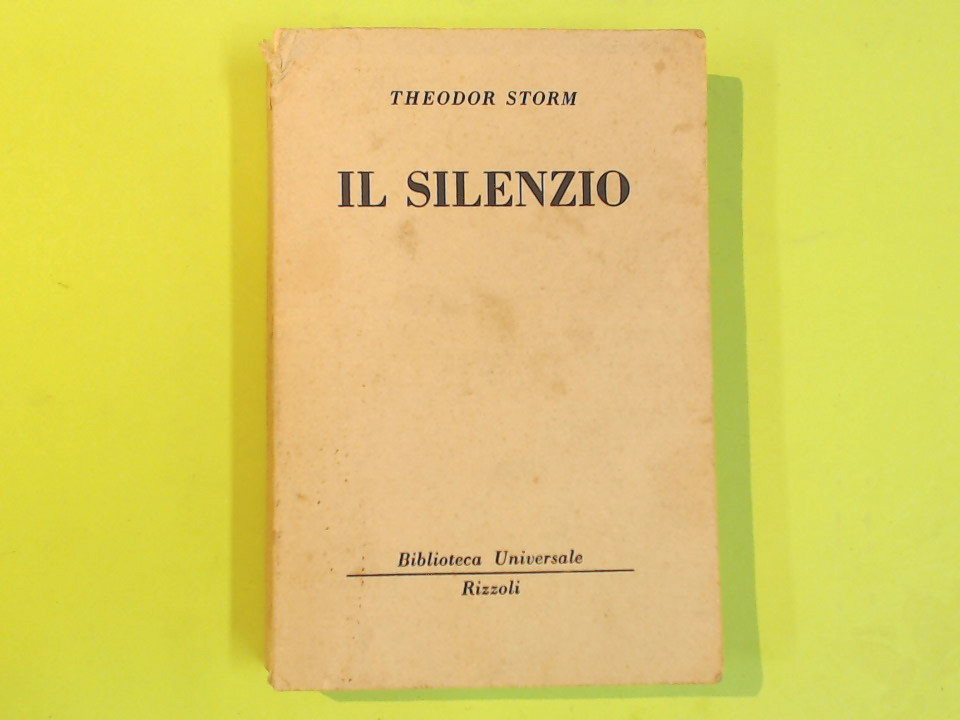 THEODOR STORM
IL SILENZIO
Biblioteca Universale
Rizzoli